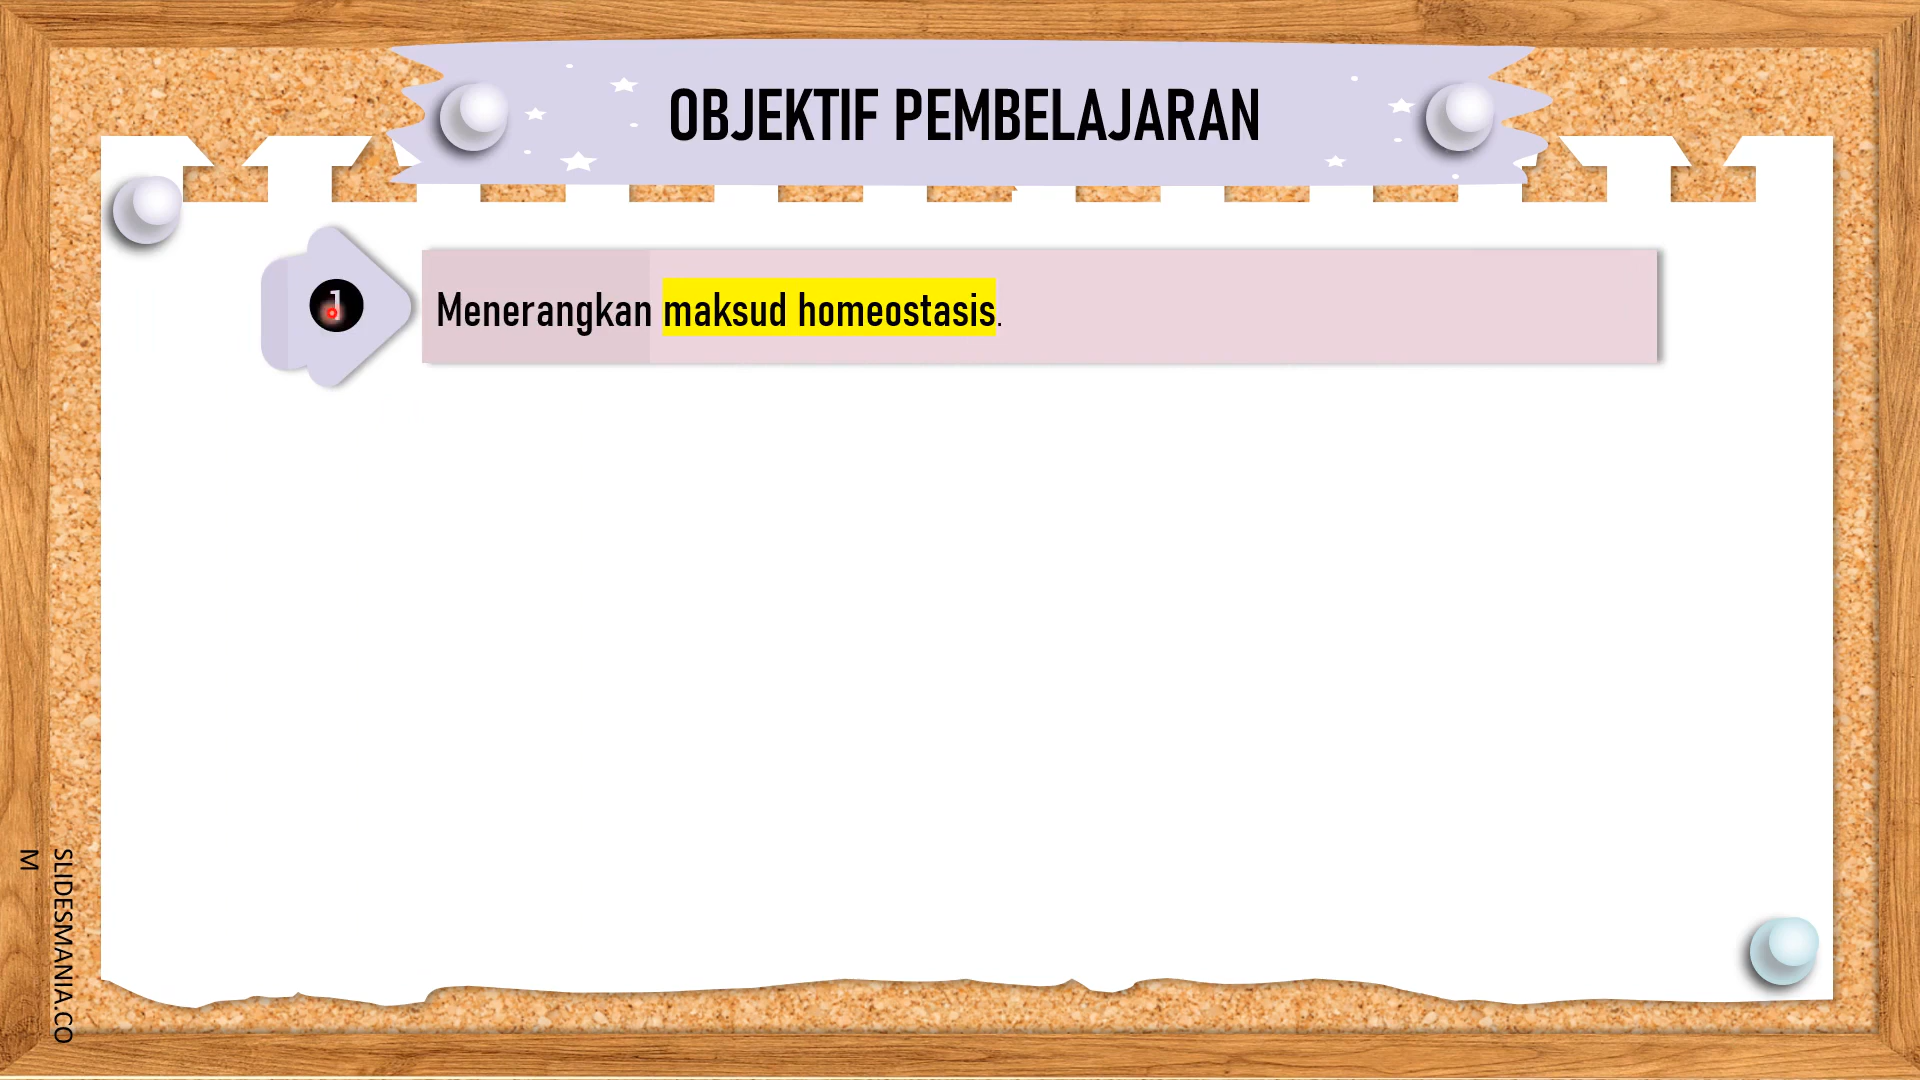 OBJEKTIF PEMBELAJARAN
1
Menerangkan maksud homeostasis.
SLIDESMANIA.CO
M